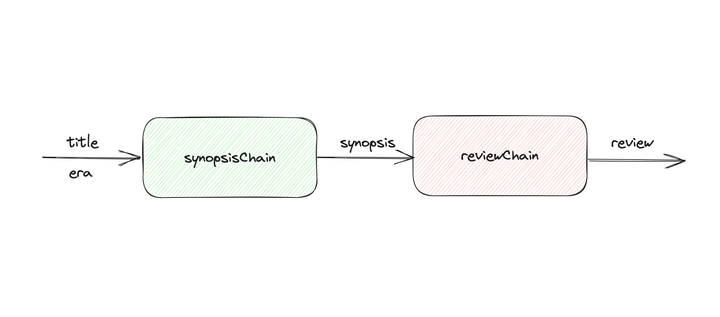 title
era
synopsisChain
synopsis
reviewChain
review